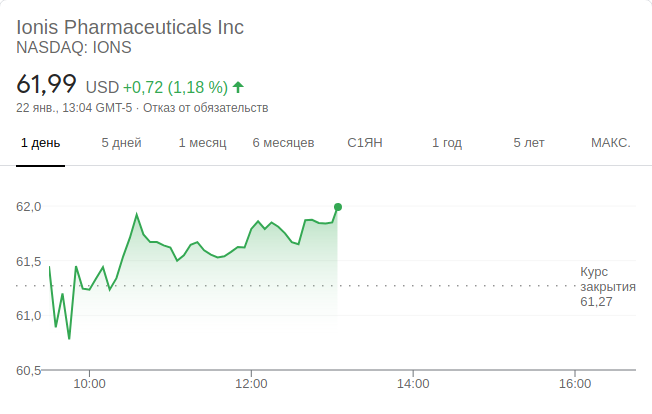 Ionis Pharmaceuticals Inc
NASDAQ: IONS
61,99 USD +0,72 (1,18 %)
22 янв., 13:04 GMT-5 · Отказ от обязательств
1 день 5 дней 1 месяц 6 месяцев С1ЯН 1 год 5 лет МАКС.
62,0
61,5
Курс
закрытия
61,27
61,0
60,5
10:00 12:00 14:00 16:00